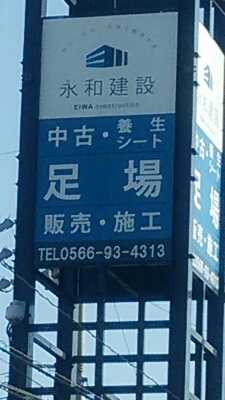 永和建設
EIWA construction
中古・養生シート
足場
販売・施工
TEL0566-93-4313